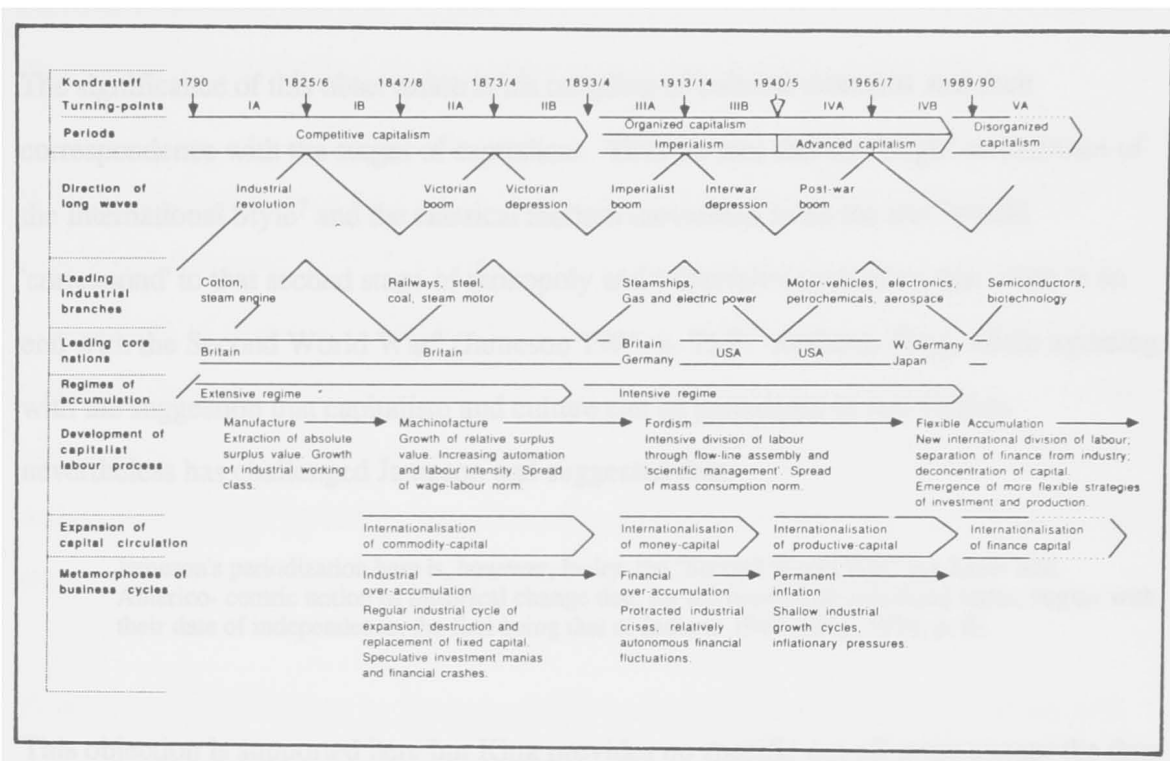 Kondratieff 1790 1825/6 1847/8 1873/4 1893/4 1913/14 1940/5 1966/7 1989/90
Turning-points IA IB IIA IIB IIIA IIIB IVA IVB VA
Periods Competitive capitalism Organized capitalism Disorganized capitalism
Imperialism Advanced capitalism
Direction of long waves
Industrial revolution
Victorian boom
Victorian depression
Imperialist boom
Interwar depression
Post-war boom
Leading industrial branches
Cotton, steam engine
Railways, steel, coal, steam motor
Steamships, Gas and electric power
Motor-vehicles, electronics, petrochemicals, aerospace
Semiconductors, biotechnology
Leading core nations
Britain
Britain
Britain Germany
USA
USA
W. Germany Japan
Regimes of accumulation
Extensive regime
Intensive regime
Development of capitalist labour process
Manufacture
Extraction of absolute
surplus value. Growth
of industrial working
class.
Machinofacture
Growth of relative surplus
value. Increasing automation
and labour intensity. Spread
of wage-labour norm.
Fordism
Intensive division of labour
through flow-line assembly and
'scientific management'. Spread
of mass consumption norm.
Flexible Accumulation
New international division of labour;
separation of finance from industry;
deconcentration of capital.
Emergence of more flexible strategies
of investment and production.
Expansion of capital circulation
Internationalisation
of commodity-capital
Internationalisation
of money-capital
Internationalisation
of productive-capital
Internationalisation
of finance capital
Metamorphoses of business cycles
Industrial
over-accumulation
Regular industrial cycle of
expansion; destruction and
replacement of fixed capital.
Speculative investment manias
and financial crashes.
Financial
over-accumulation
Protracted industrial
crises, relatively
autonomous financial
fluctuations.
Permanent
inflation
Shallow industrial
growth cycles,
inflationary pressures.